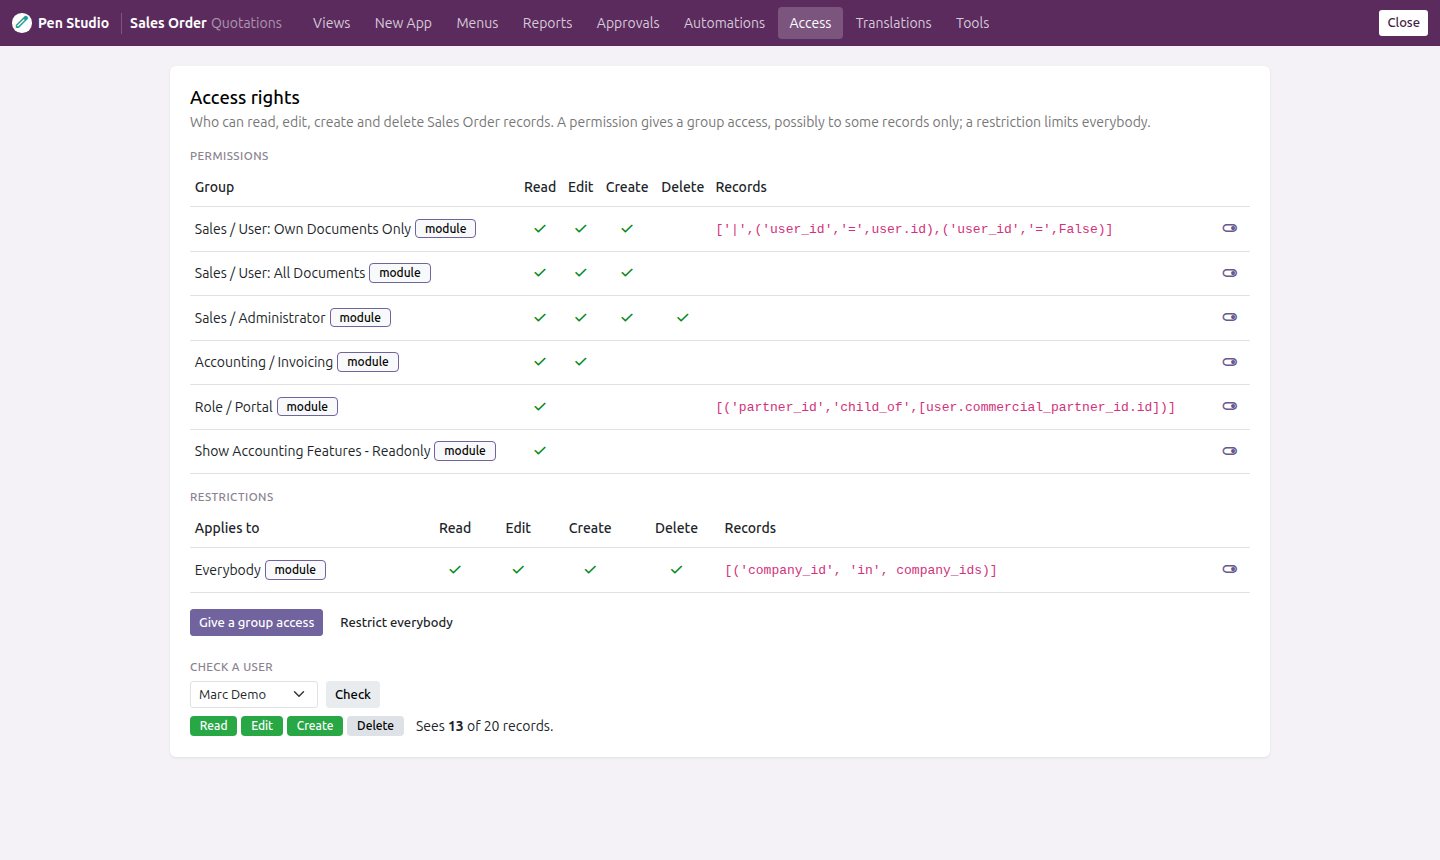 Pen Studio Sales Order Quotations Views New App Menus Reports Approvals Automations Access Translations Tools Close
Access rights
Who can read, edit, create and delete Sales Order records. A permission gives a group access, possibly to some records only; a restriction limits everybody.
PERMISSIONS
Group Read Edit Create Delete Records
Sales / User: Own Documents Only module ['|',('user_id','=',user.id),('user_id','=',False)]
Sales / User: All Documents module
Sales / Administrator module
Accounting / Invoicing module
Role / Portal module [('partner_id','child_of',[user.commercial_partner_id.id])]
Show Accounting Features - Readonly module
RESTRICTIONS
Applies to Read Edit Create Delete Records
Everybody module [('company_id', 'in', company_ids)]
Give a group access Restrict everybody
CHECK A USER
Marc Demo Check
Read Edit Create Delete Sees 13 of 20 records.